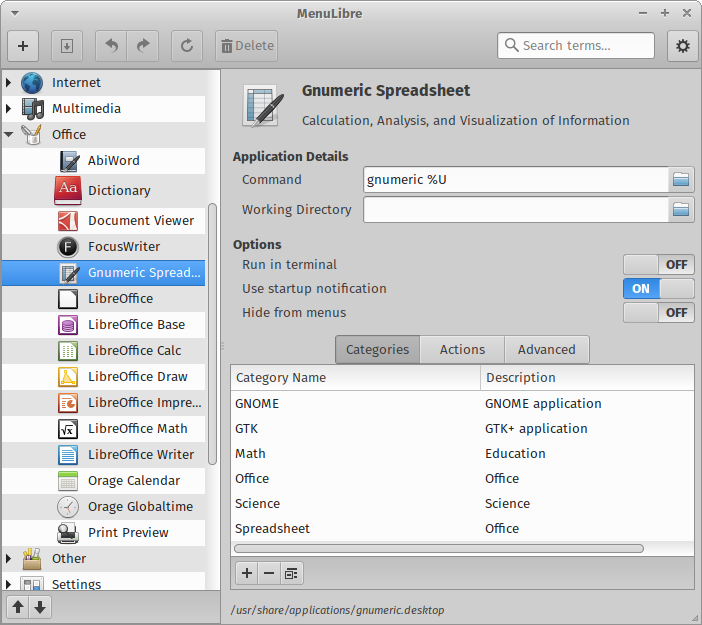 MenuLibre
Delete
Search terms...
Internet
Multimedia
Office
AbiWord
Aa
Dictionary
Document Viewer
F
FocusWriter
Gnumeric Spread...
LibreOffice
LibreOffice Base
LibreOffice Calc
LibreOffice Draw
LibreOffice Impre...
√x
LibreOffice Math
LibreOffice Writer
Orage Calendar
Orage Globaltime
Print Preview
Other
Settings
Gnumeric Spreadsheet
Calculation, Analysis, and Visualization of Information
Application Details
Command gnumeric %U
Working Directory
Options
Run in terminal OFF
Use startup notification ON
Hide from menus OFF
Categories Actions Advanced
Category Name Description
GNOME GNOME application
GTK GTK+ application
Math Education
Office Office
Science Science
Spreadsheet Office
/usr/share/applications/gnumeric.desktop